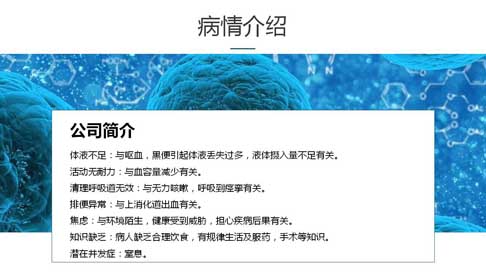 病情介绍
公司简介
体液不足：与呕血，黑便引起体液丢失过多，液体摄入量不足有关。
活动无耐力：与血容量减少有关。
清理呼吸道无效：与无力咳嗽，呼吸到痉挛有关。
排便异常：与上消化道出血有关。
焦虑：与环境陌生，健康受到威胁，担心疾病后果有关。
知识缺乏：病人缺乏合理饮食，有规律生活及服药，手术等知识。
潜在并发症：窒息。